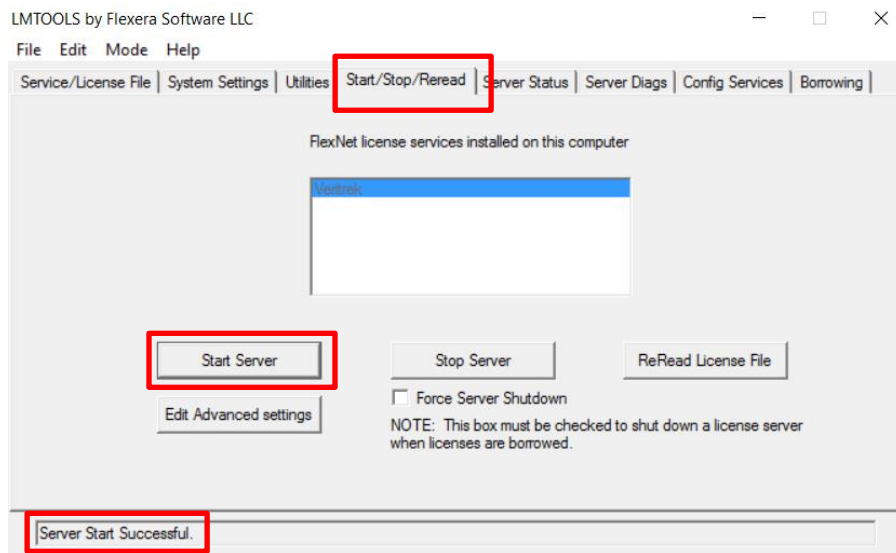 LMTOOLS by Flexera Software LLC
File Edit Mode Help
Service/License File System Settings Utilities Start/Stop/Reread Server Status Server Diags Config Services Borrowing
FlexNet license services installed on this computer
Veritrek
Start Server Stop Server ReRead License File
Edit Advanced settings Force Server Shutdown
NOTE: This box must be checked to shut down a license server
when licenses are borrowed.
Server Start Successful.